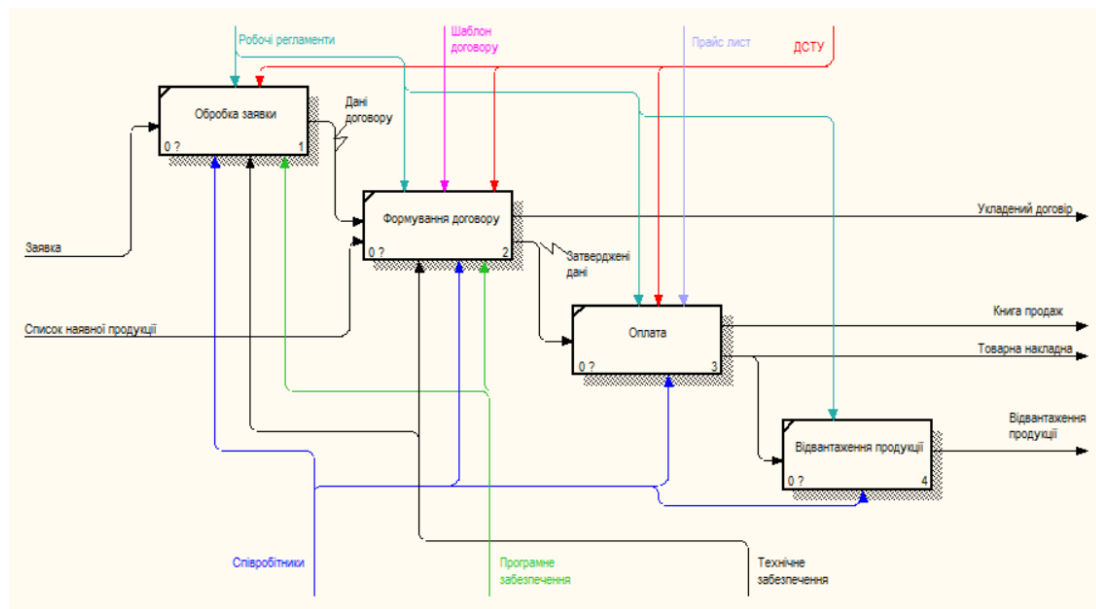 Робочі регламенти
Шаблон
договору
Прайс лист
ДСТУ
Обробка заявки
0 ?
1
Дані
договору
Формування договору
0 ?
2
Укладений договір
Заявка
Затверджені
дані
Список наявної продукції
Оплата
0 ?
3
Книга продаж
Товарна накладна
Відвантаження продукції
0 ?
4
Відвантаження
продукції
Співробітники
Програмне
забезпечення
Технічне
забезпечення